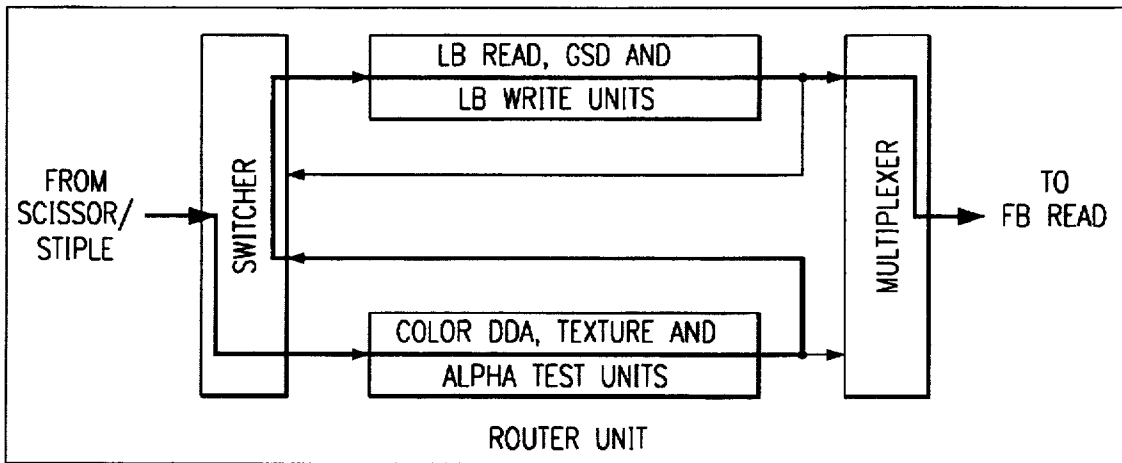 LB READ, GSD AND
LB WRITE UNITS
FROM
SCISSOR/
STIPLE
SWITCHER
MULTIPLEXER
TO
FB READ
COLOR DDA, TEXTURE AND
ALPHA TEST UNITS
ROUTER UNIT